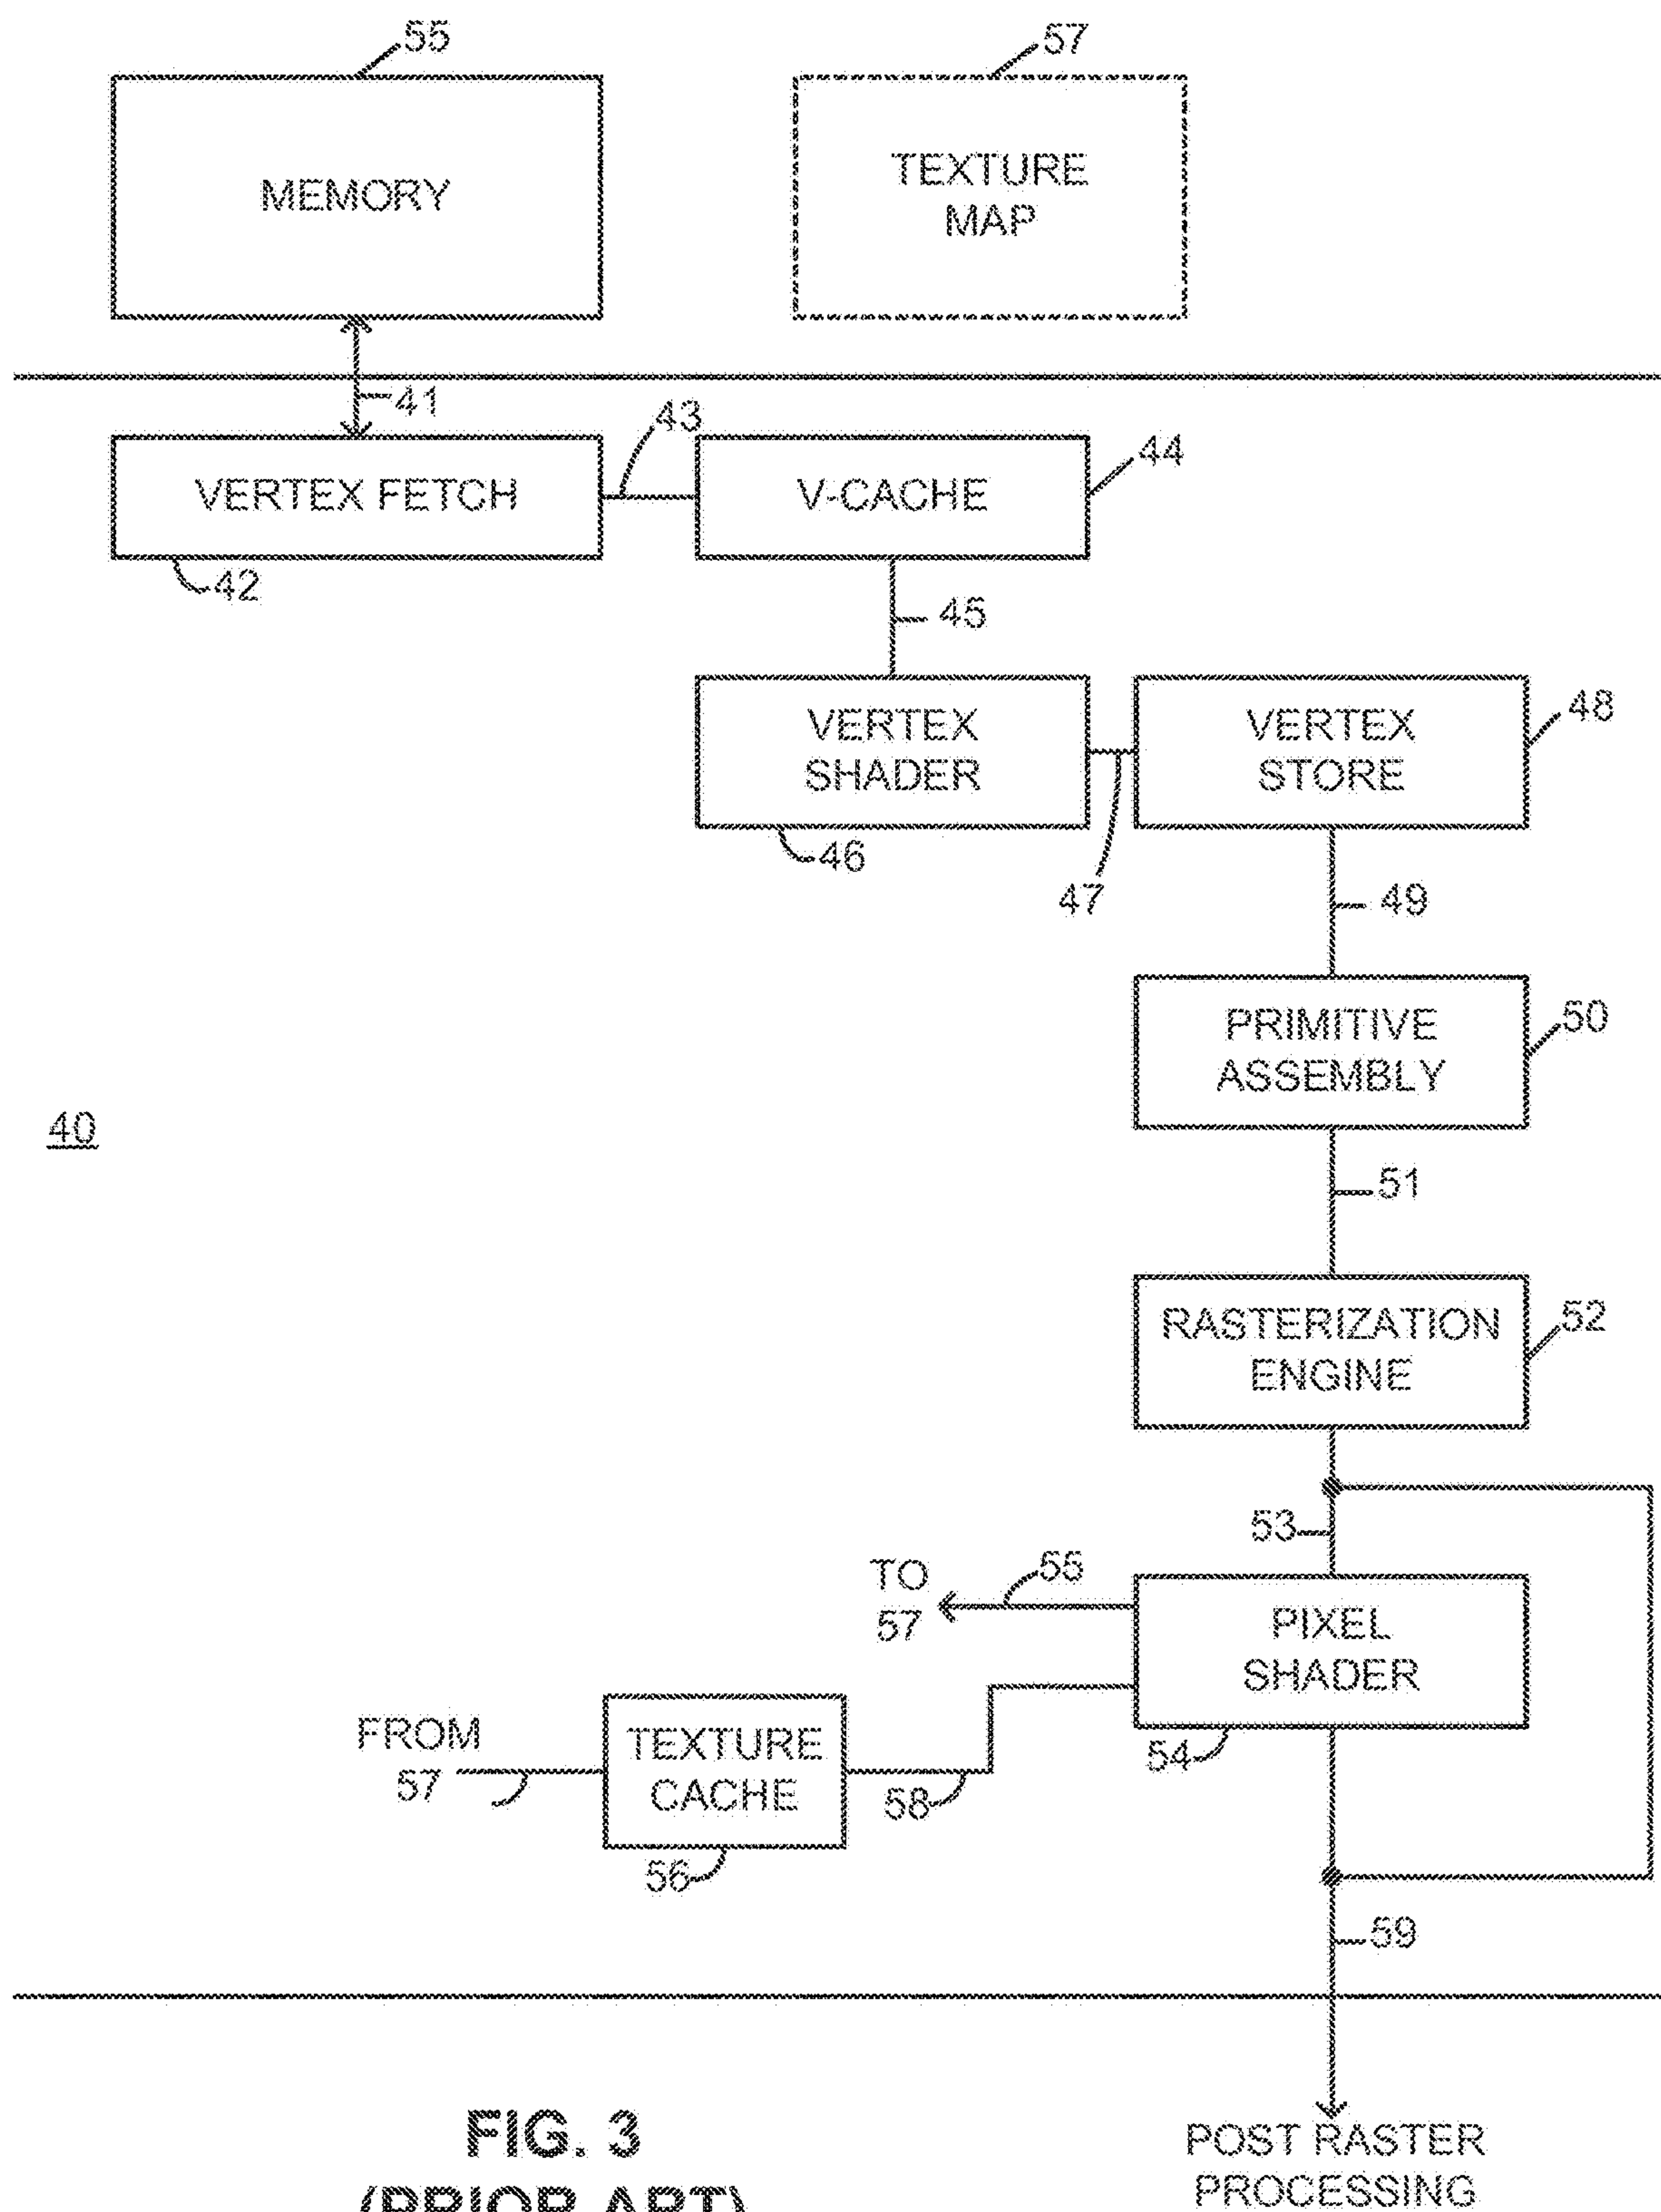 55
57
MEMORY
TEXTURE
MAP
41
43
VERTEX FETCH
V-CACHE
44
42
45
VERTEX
SHADER
VERTEX
STORE
48
46
47
49
PRIMITIVE
ASSEMBLY
50
40
51
RASTERIZATION
ENGINE
52
53
TO
57
55
PIXEL
SHADER
54
FROM
57
TEXTURE
CACHE
58
56
59
FIG. 3
(PRIOR ART)
POST RASTER
PROCESSING